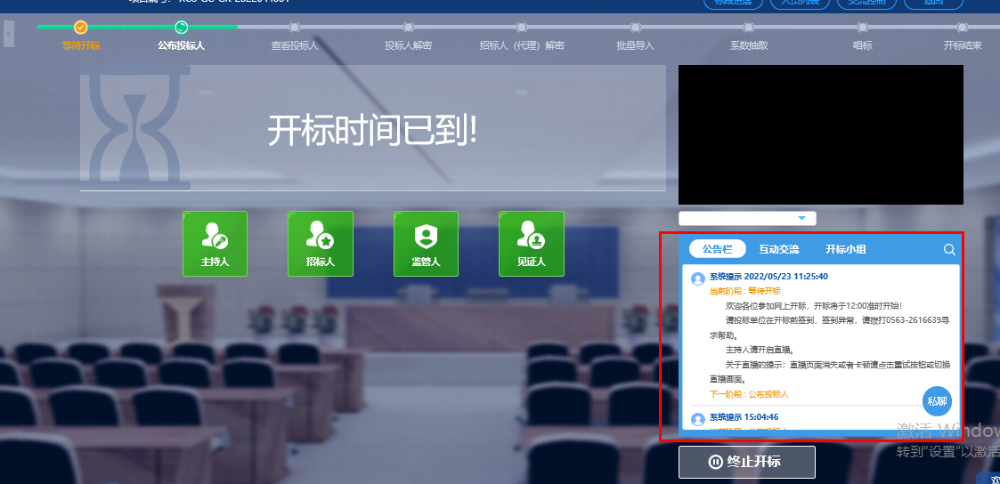 等待开标
公布投标人
查看投标人
投标人解密
招标人（代理）解密
批量导入
系数抽取
唱标
开标结束
开标时间已到!
主持人
招标人
监管人
见证人
公告栏 互动交流 开标小组
系统提示 2022/05/23 11:25:40
当前阶段 : 等待开标
欢迎各位参加网上开标，开标将于12:00准时开始！
请投标单位在开标前签到，签到异常，请拨打0563-2616639寻
求帮助。
主持人请开启直播。
关于直播的提示：直播页面消失或者卡顿请点击重试按钮或切换
直播画面。
下一阶段 : 公布投标人
私聊
系统提示 15:04:46
激活 Window
转到"设置"以激活
终止开标